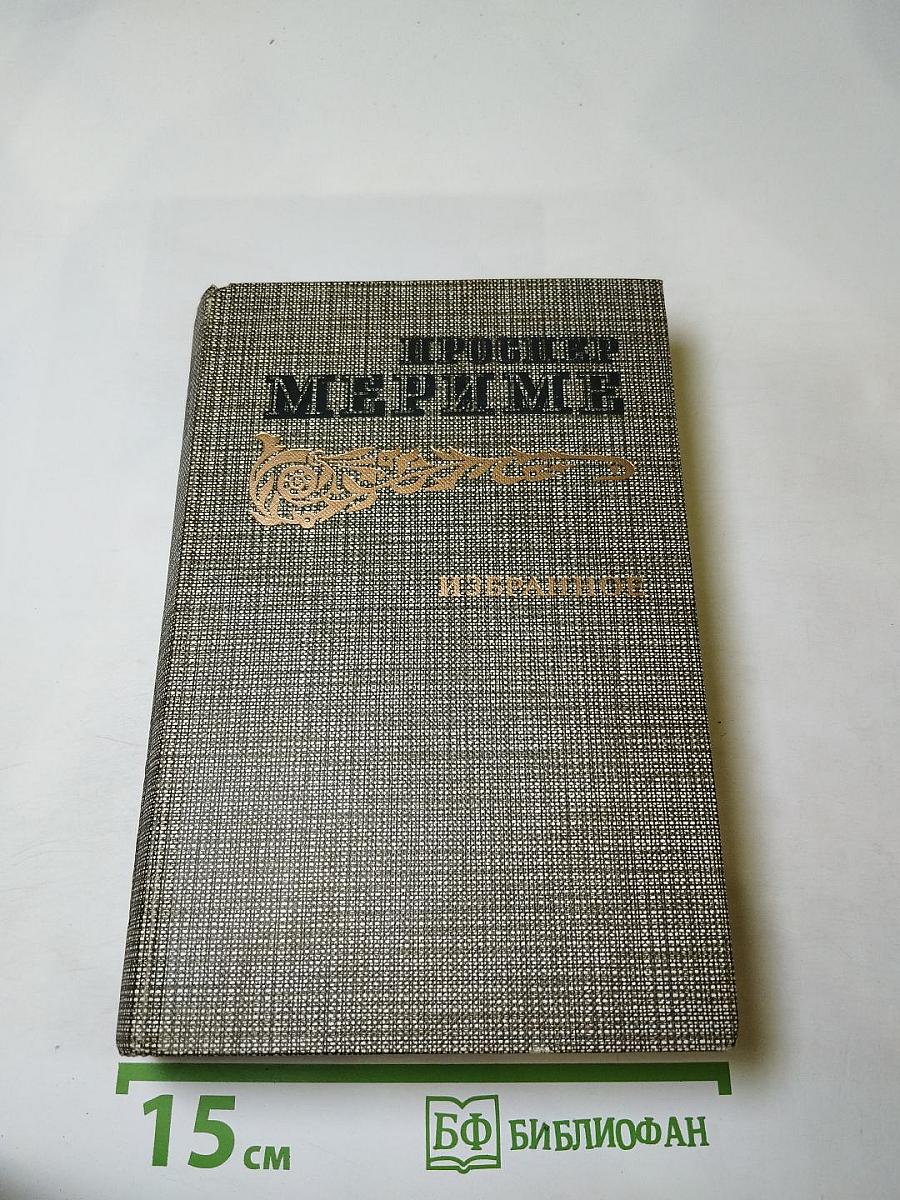 ПРОСПЕР
МЕРИМЕ
ИЗБРАННОЕ
15 см
БФ БИБЛИОФАН